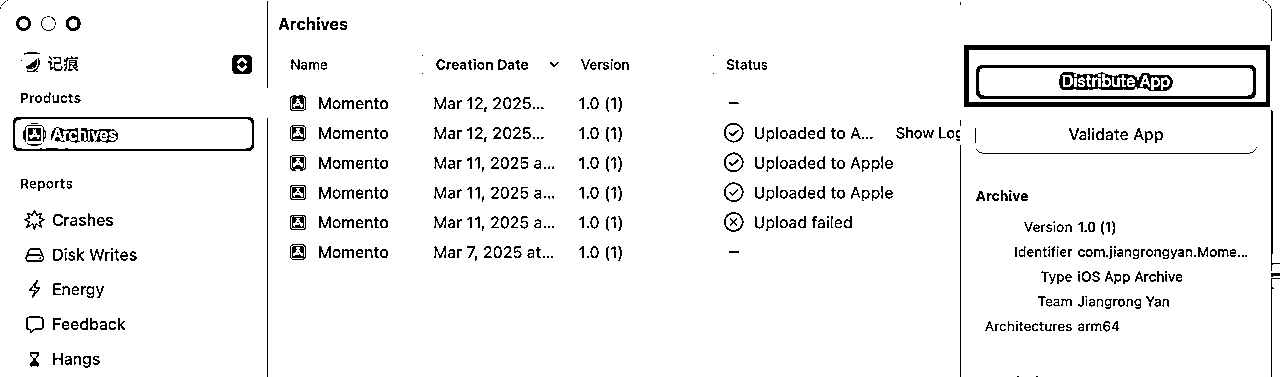 Archives
记痕
Products
Archives
Reports
Crashes
Disk Writes
Energy
Feedback
Hangs
Name Creation Date Version Status
Momento Mar 12, 2025... 1.0 (1) –
Momento Mar 12, 2025... 1.0 (1) Uploaded to A... Show Log
Momento Mar 11, 2025 a... 1.0 (1) Uploaded to Apple
Momento Mar 11, 2025 a... 1.0 (1) Uploaded to Apple
Momento Mar 11, 2025 a... 1.0 (1) Upload failed
Momento Mar 7, 2025 at... 1.0 (1) –
Distribute App
Validate App
Archive
Version 1.0 (1)
Identifier com.jiangrongyan.Mome...
Type iOS App Archive
Team Jiangrong Yan
Architectures arm64